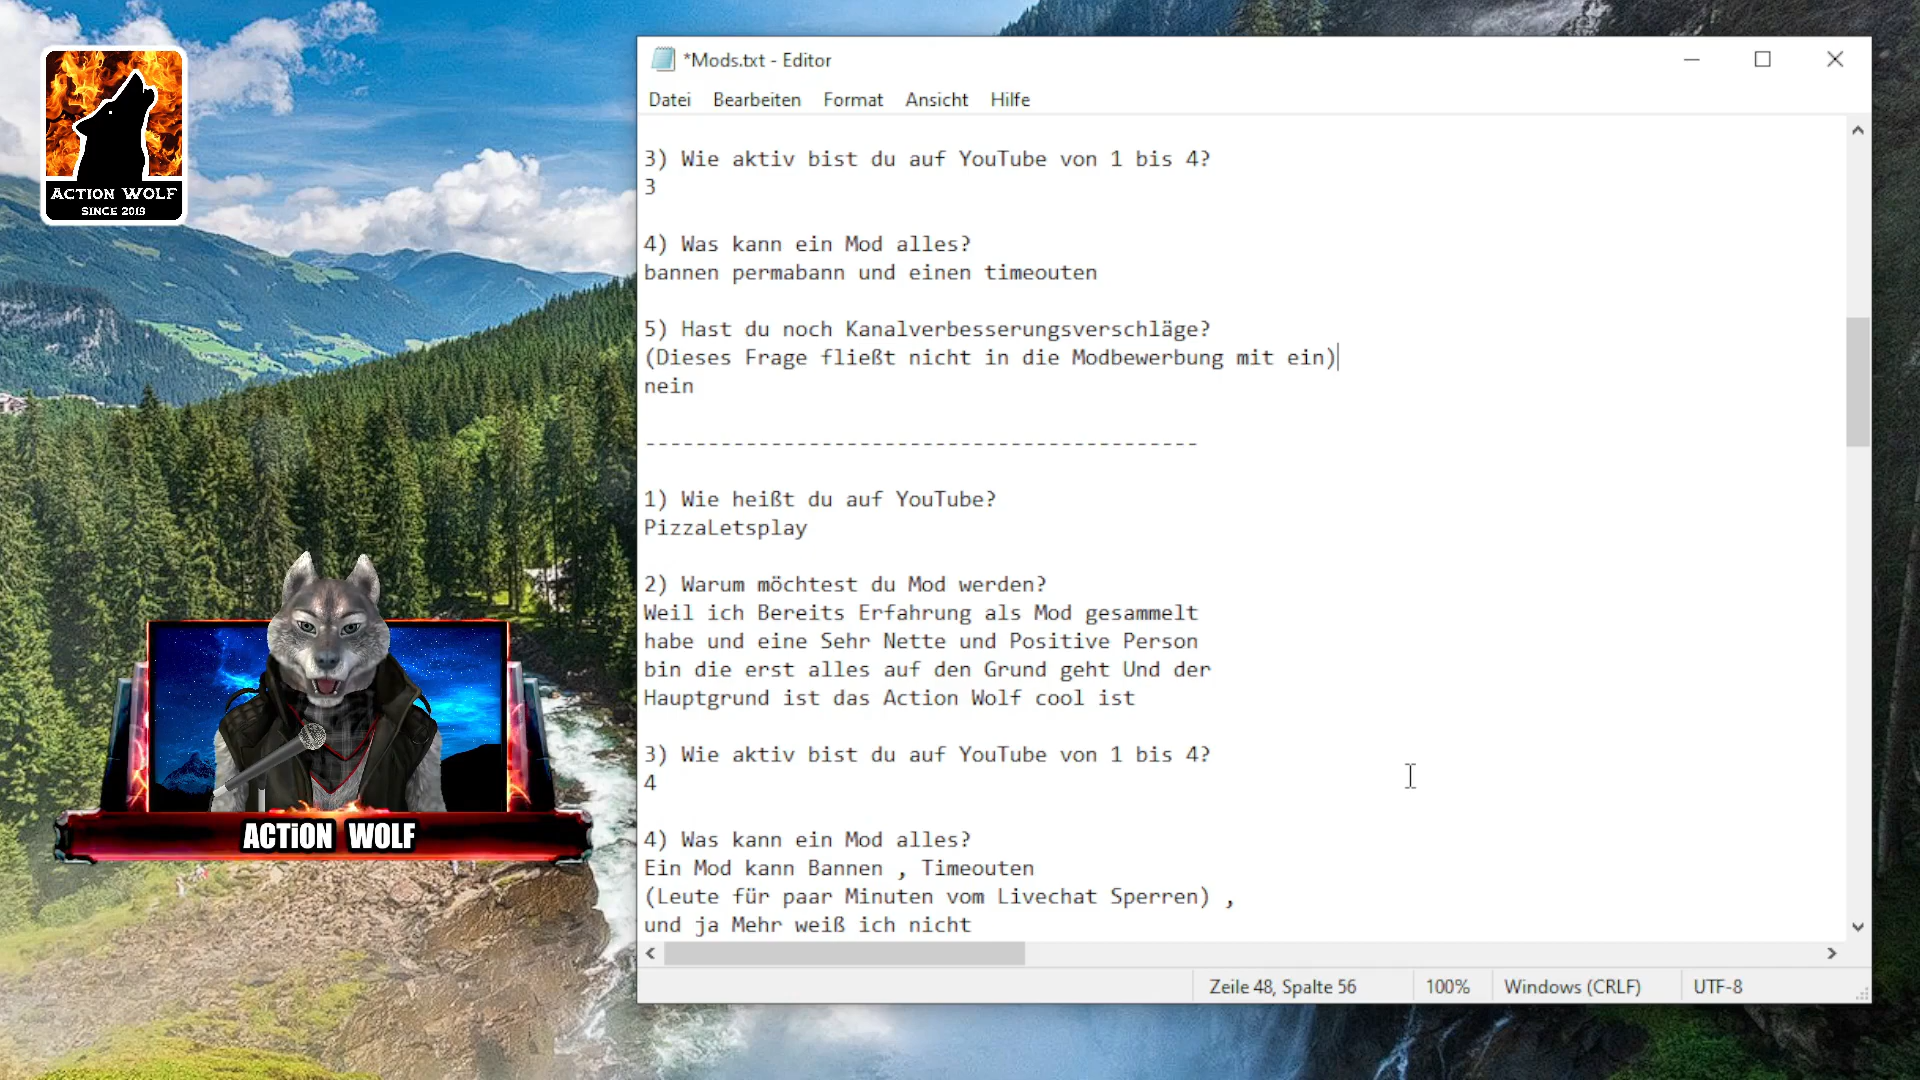 ACTION WOLF
SINCE 2019
*Mods.txt - Editor
Datei Bearbeiten Format Ansicht Hilfe
3) Wie aktiv bist du auf YouTube von 1 bis 4?
3
4) Was kann ein Mod alles?
bannen permabann und einen timeouten
5) Hast du noch Kanalverbesserungsverschläge?
(Dieses Frage fließt nicht in die Modbewerbung mit ein)
nein
--------------------------------------------
1) Wie heißt du auf YouTube?
PizzaLetsplay
2) Warum möchtest du Mod werden?
Weil ich Bereits Erfahrung als Mod gesammelt
habe und eine Sehr Nette und Positive Person
bin die erst alles auf den Grund geht Und der
Hauptgrund ist das Action Wolf cool ist
3) Wie aktiv bist du auf YouTube von 1 bis 4?
4
4) Was kann ein Mod alles?
Ein Mod kann Bannen , Timeouten
(Leute für paar Minuten vom Livechat Sperren) ,
und ja Mehr weiß ich nicht
ACTiON WOLF
Zeile 48, Spalte 56 100% Windows (CRLF) UTF-8